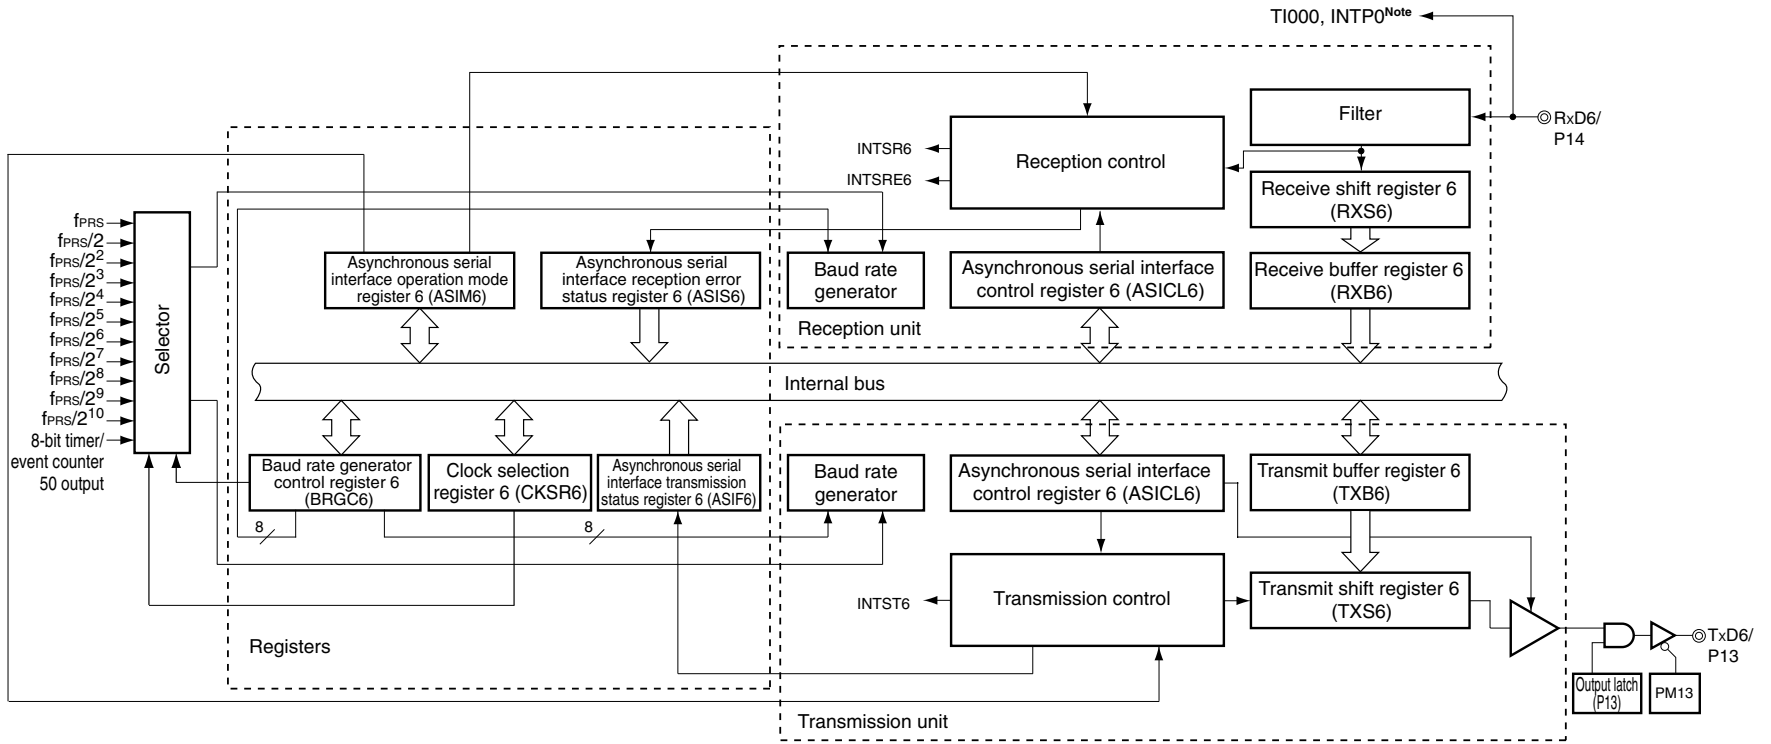 TI000, INTP0Note
Filter
RxD6/
P14
Reception control
INTSR6
INTSRE6
Receive shift register 6
(RXS6)
fPRS
fPRS/2
fPRS/2²
fPRS/2³
fPRS/2⁴
fPRS/2⁵
fPRS/2⁶
fPRS/2⁷
fPRS/2⁸
fPRS/2⁹
fPRS/2¹⁰
8-bit timer/
event counter
50 output
Selector
Asynchronous serial
interface operation mode
register 6 (ASIM6)
Asynchronous serial
interface reception error
status register 6 (ASIS6)
Baud rate
generator
Asynchronous serial interface
control register 6 (ASICL6)
Receive buffer register 6
(RXB6)
Reception unit
Internal bus
Baud rate generator
control register 6
(BRGC6)
Clock selection
register 6 (CKSR6)
Asynchronous serial
interface transmission
status register 6 (ASIF6)
Baud rate
generator
Asynchronous serial interface
control register 6 (ASICL6)
Transmit buffer register 6
(TXB6)
8
8
INTST6
Transmission control
Transmit shift register 6
(TXS6)
Registers
TxD6/
P13
Output latch
(P13)
PM13
Transmission unit